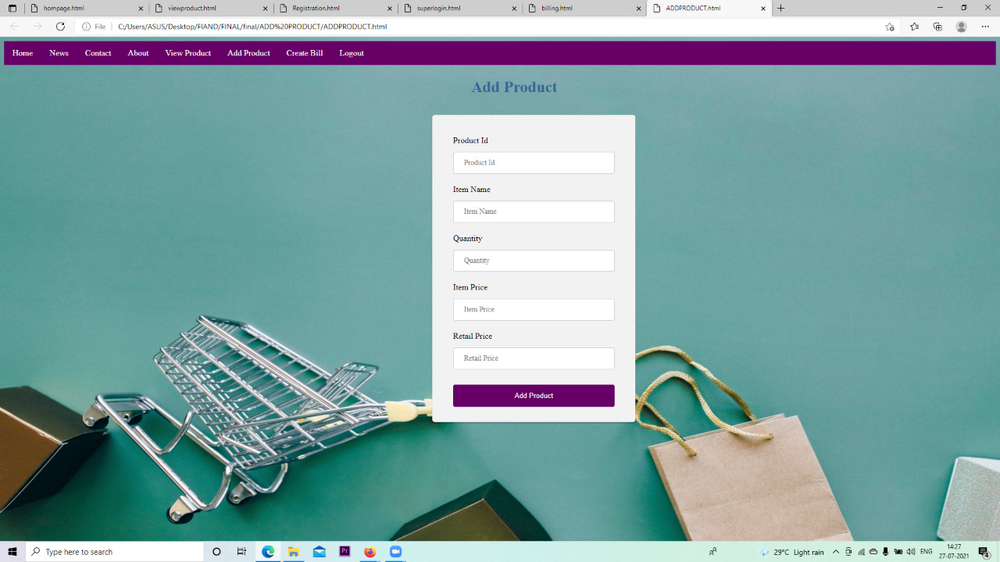 hompage.html viewproduct.html Registration.html superlogin.html billing.html ADDPRODUCT.html
File C:/Users/ASUS/Desktop/FIAND/FINAL/final/ADD%20PRODUCT/ADDPRODUCT.html
Home News Contact About View Product Add Product Create Bill Logout
Add Product
Product Id
Product Id
Item Name
Item Name
Quantity
Quantity
Item Price
Item Price
Retail Price
Retail Price
Add Product
Type here to search
Pr
29°C Light rain
ENG
14:27
27-07-2021
4